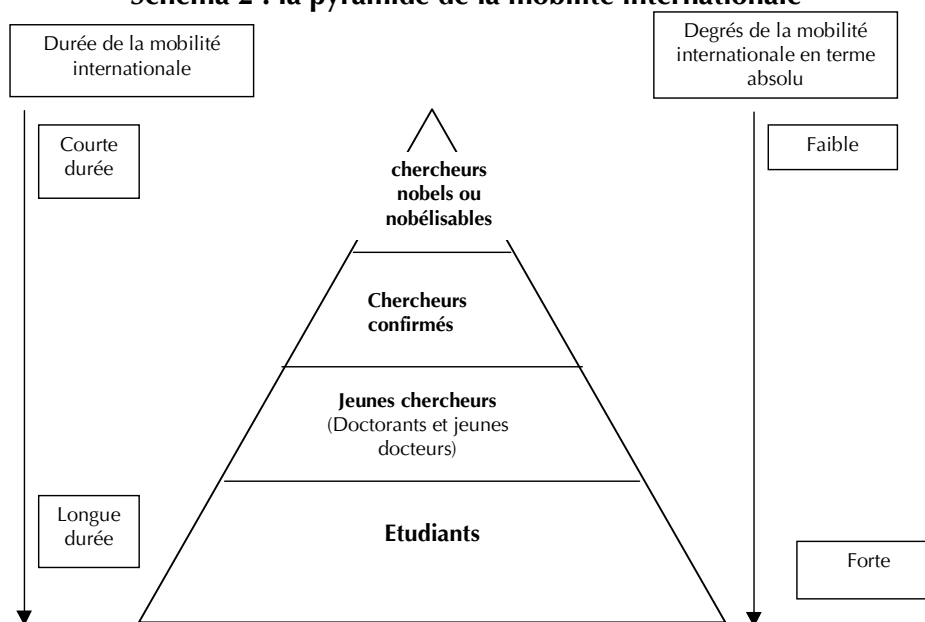 Schéma 2 : la pyramide de la mobilité internationale
Durée de la mobilité
internationale
Degrés de la mobilité
internationale en terme
absolu
Courte
durée
Faible
chercheurs
nobels ou
nobélisables
Chercheurs
confirmés
Jeunes chercheurs
(Doctorants et jeunes
docteurs)
Longue
durée
Etudiants
Forte